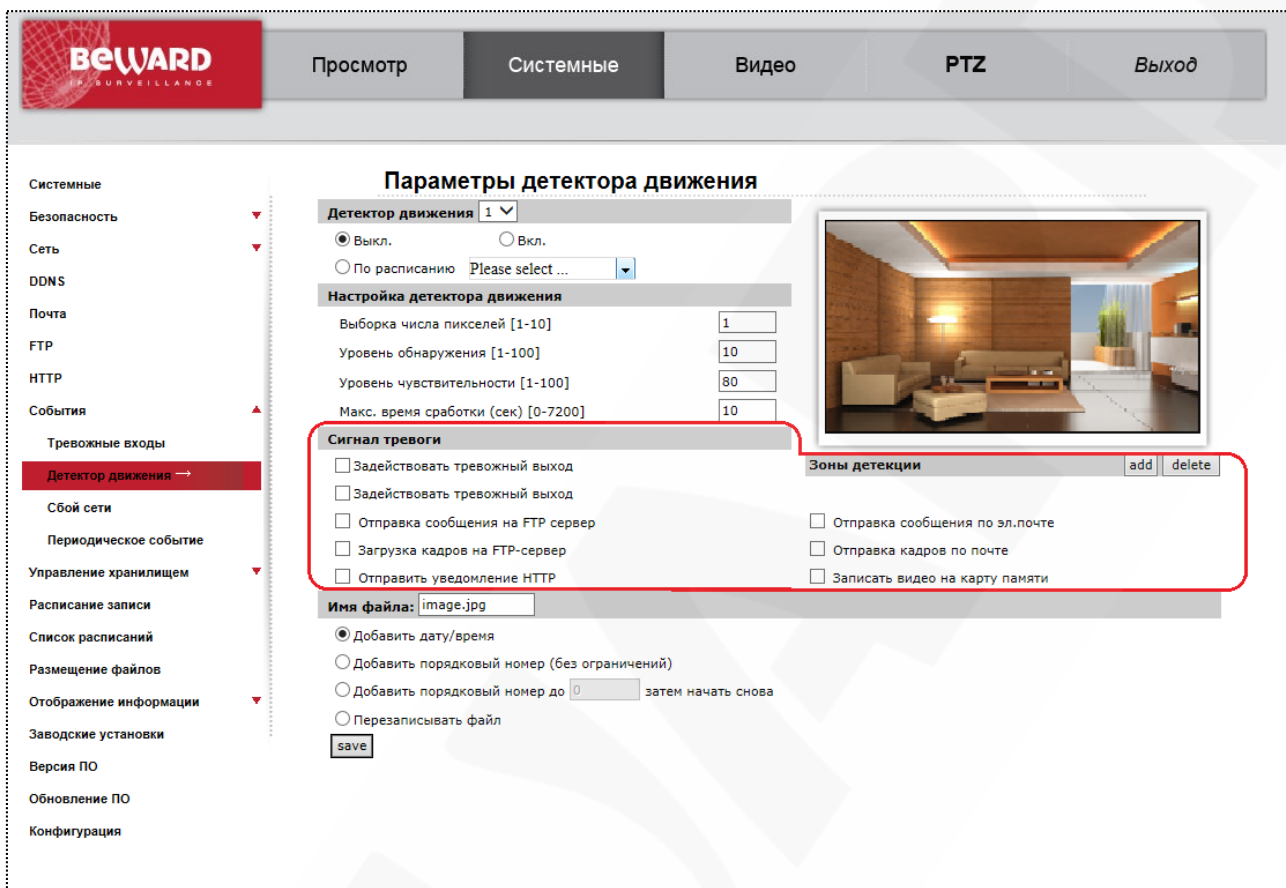 BEWARD
IP SURVEILLANCE
Просмотр
Системные
Видео
PTZ
Выход
Системные
Безопасность
Сеть
DDNS
Почта
FTP
HTTP
События
Тревожные входы
Детектор движения →
Сбой сети
Периодическое событие
Управление хранилищем
Расписание записи
Список расписаний
Размещение файлов
Отображение информации
Заводские установки
Версия ПО
Обновление ПО
Конфигурация
Параметры детектора движения
Детектор движения 1
Выкл. Вкл.
По расписанию Please select ...
Настройка детектора движения
Выборка числа пикселей [1-10] 1
Уровень обнаружения [1-100] 10
Уровень чувствительности [1-100] 80
Макс. время сработки (сек) [0-7200] 10
Сигнал тревоги
Зоны детекции add delete
Задействовать тревожный выход
Задействовать тревожный выход
Отправка сообщения на FTP сервер
Отправка сообщения по эл.почте
Загрузка кадров на FTP-сервер
Отправка кадров по почте
Отправить уведомление HTTP
Записать видео на карту памяти
Имя файла: image.jpg
Добавить дату/время
Добавить порядковый номер (без ограничений)
Добавить порядковый номер до 0 затем начать снова
Перезаписывать файл
save